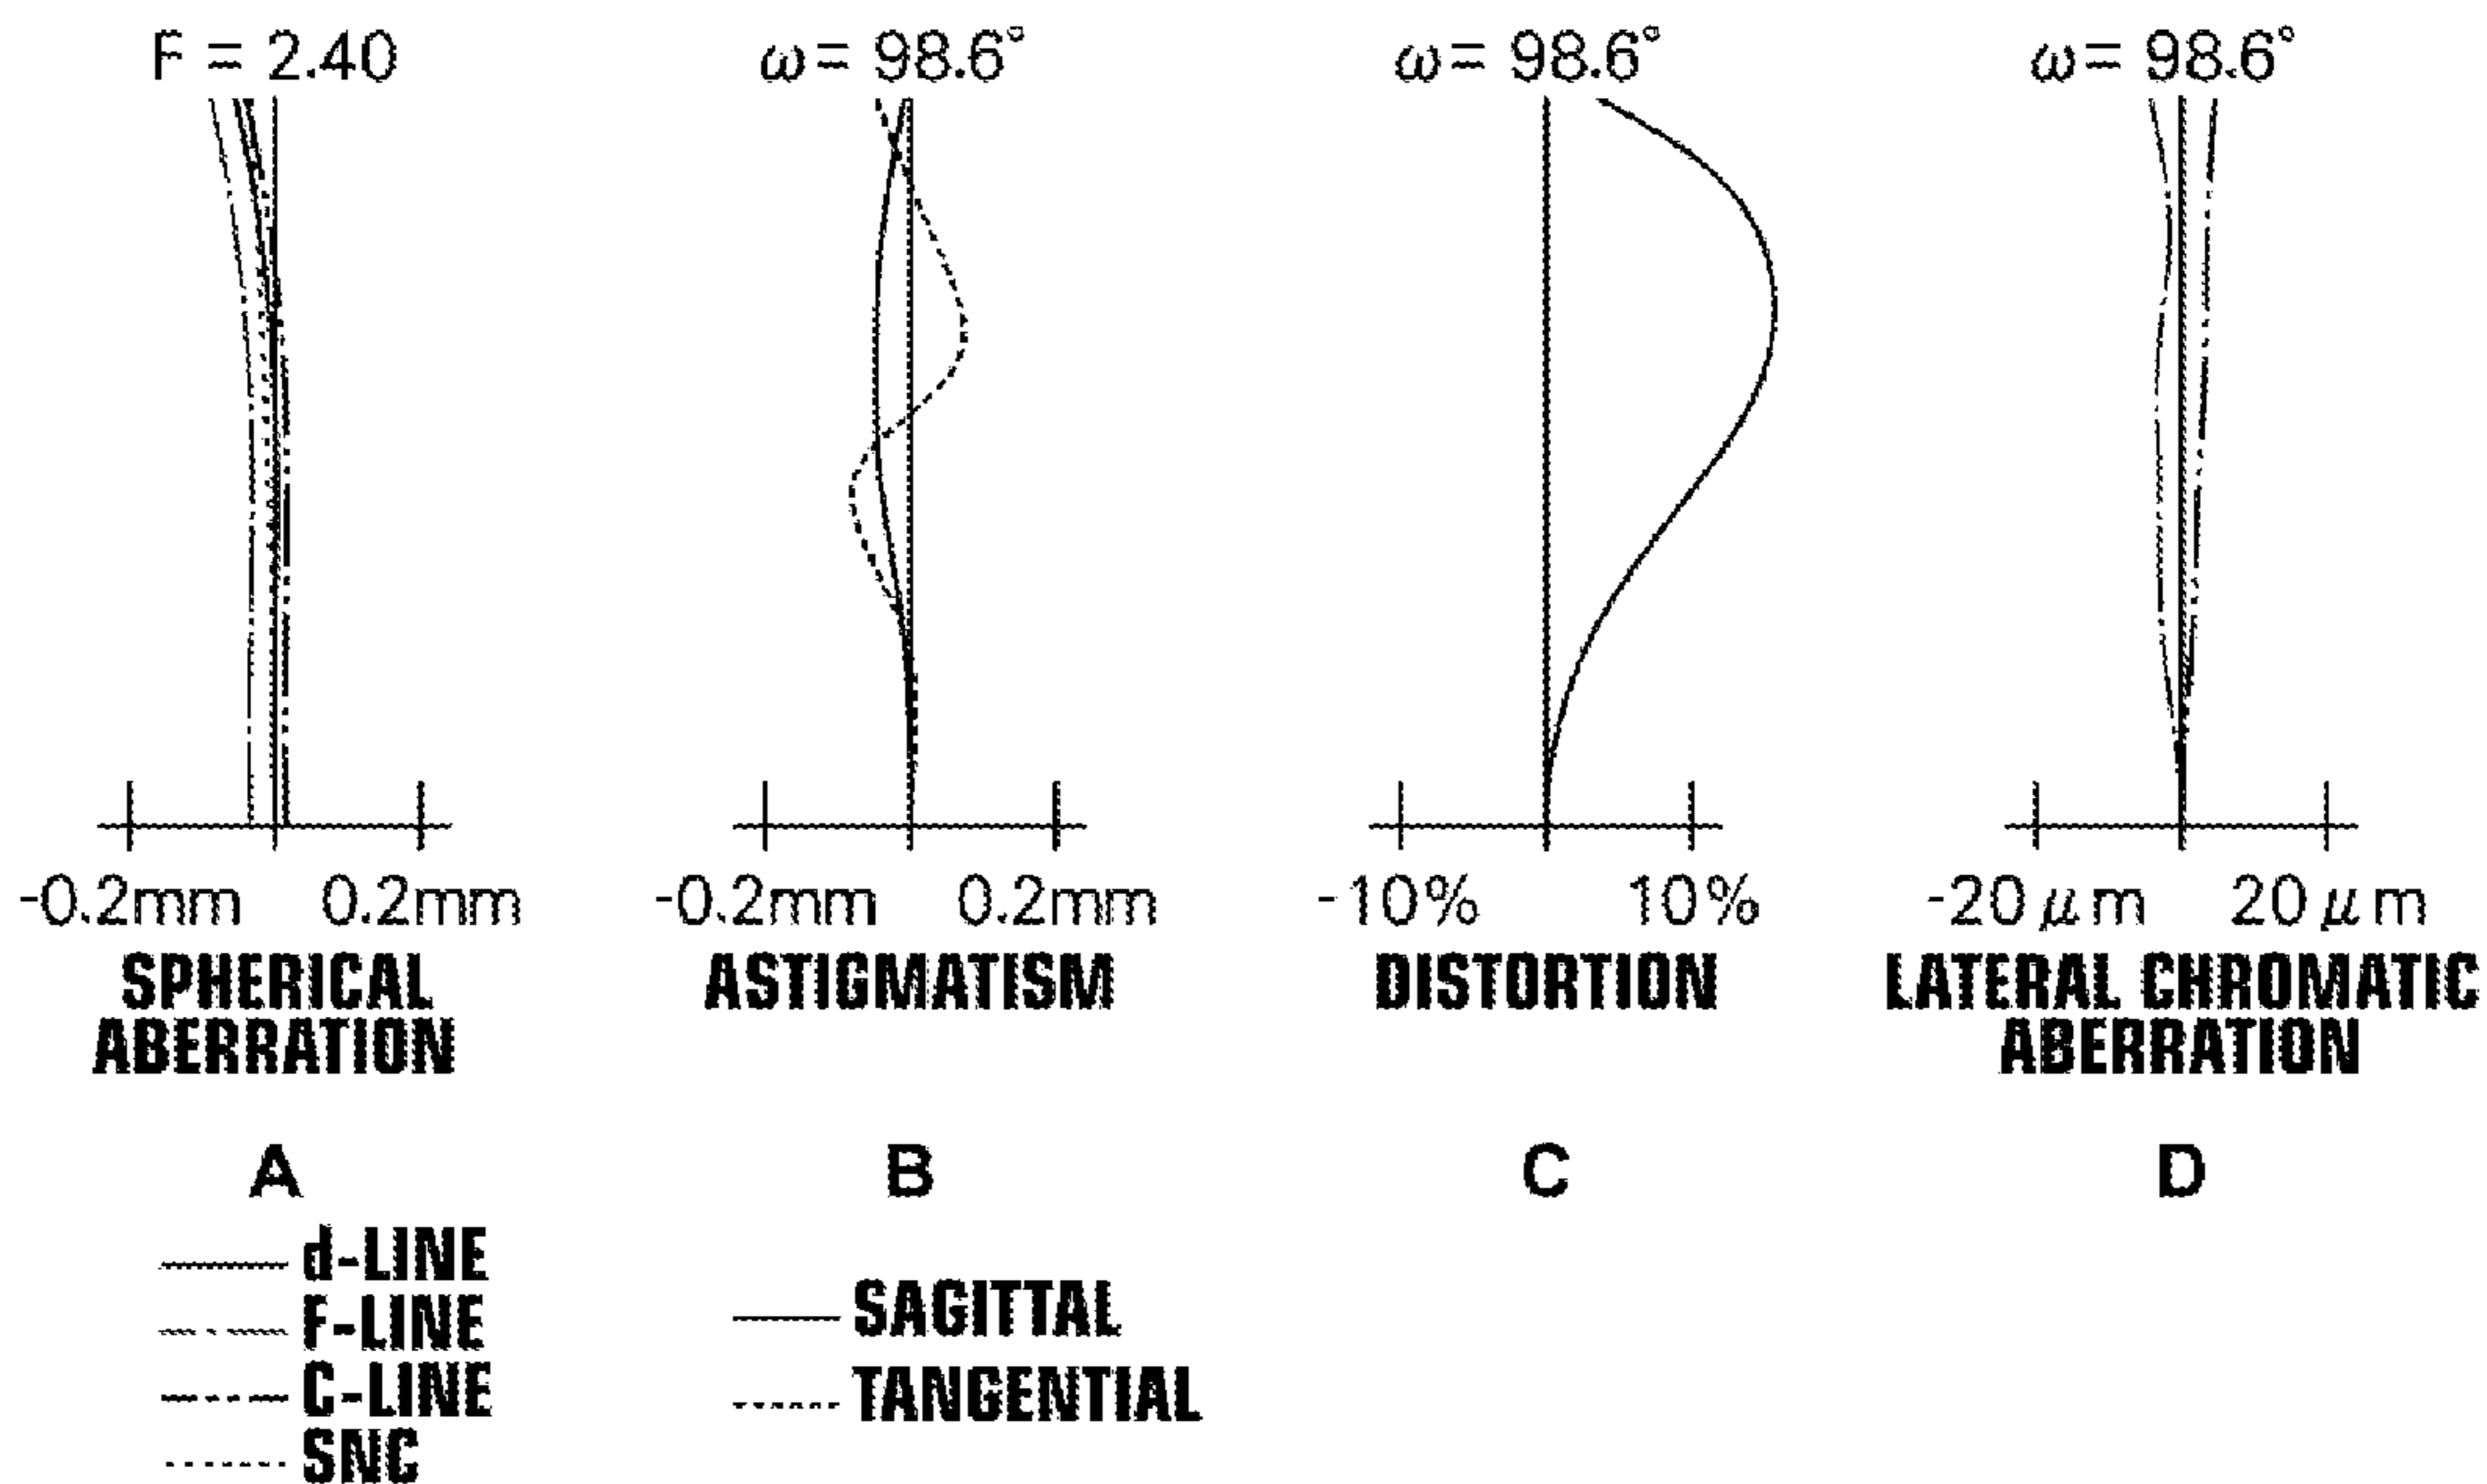 F = 2.40
ω= 98.6°
ω= 98.6°
ω= 98.6°
-0.2mm 0.2mm
-0.2mm 0.2mm
-10% 10%
-20μm 20μm
SPHERICAL
ABERRATION
ASTIGMATISM
DISTORTION
LATERAL CHROMATIC
ABERRATION
A
B
C
D
d-LINE
F-LINE
C-LINE
SNC
SAGITTAL
TANGENTIAL